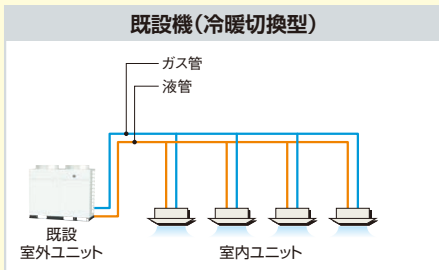 既設機(冷暖切換型)
ガス管
液管
既設
室外ユニット
室内ユニット